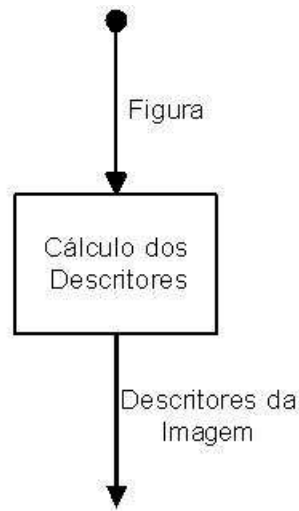 Figura
Cálculo dos
Descritores
Descritores da
Imagem